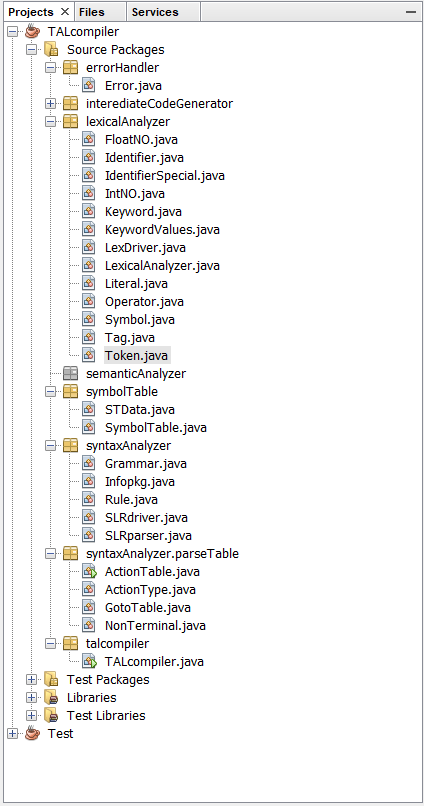 Projects Files Services
TALcompiler
Source Packages
errorHandler
Error.java
interediateCodeGenerator
lexicalAnalyzer
FloatNO.java
Identifier.java
IdentifierSpecial.java
IntNO.java
Keyword.java
KeywordValues.java
LexDriver.java
LexicalAnalyzer.java
Literal.java
Operator.java
Symbol.java
Tag.java
Token.java
semanticAnalyzer
symbolTable
STData.java
SymbolTable.java
syntaxAnalyzer
Grammar.java
Infopkg.java
Rule.java
SLRdriver.java
SLRparser.java
syntaxAnalyzer.parseTable
ActionTable.java
ActionType.java
GotoTable.java
NonTerminal.java
talcompiler
TALcompiler.java
Test Packages
Libraries
Test Libraries
Test